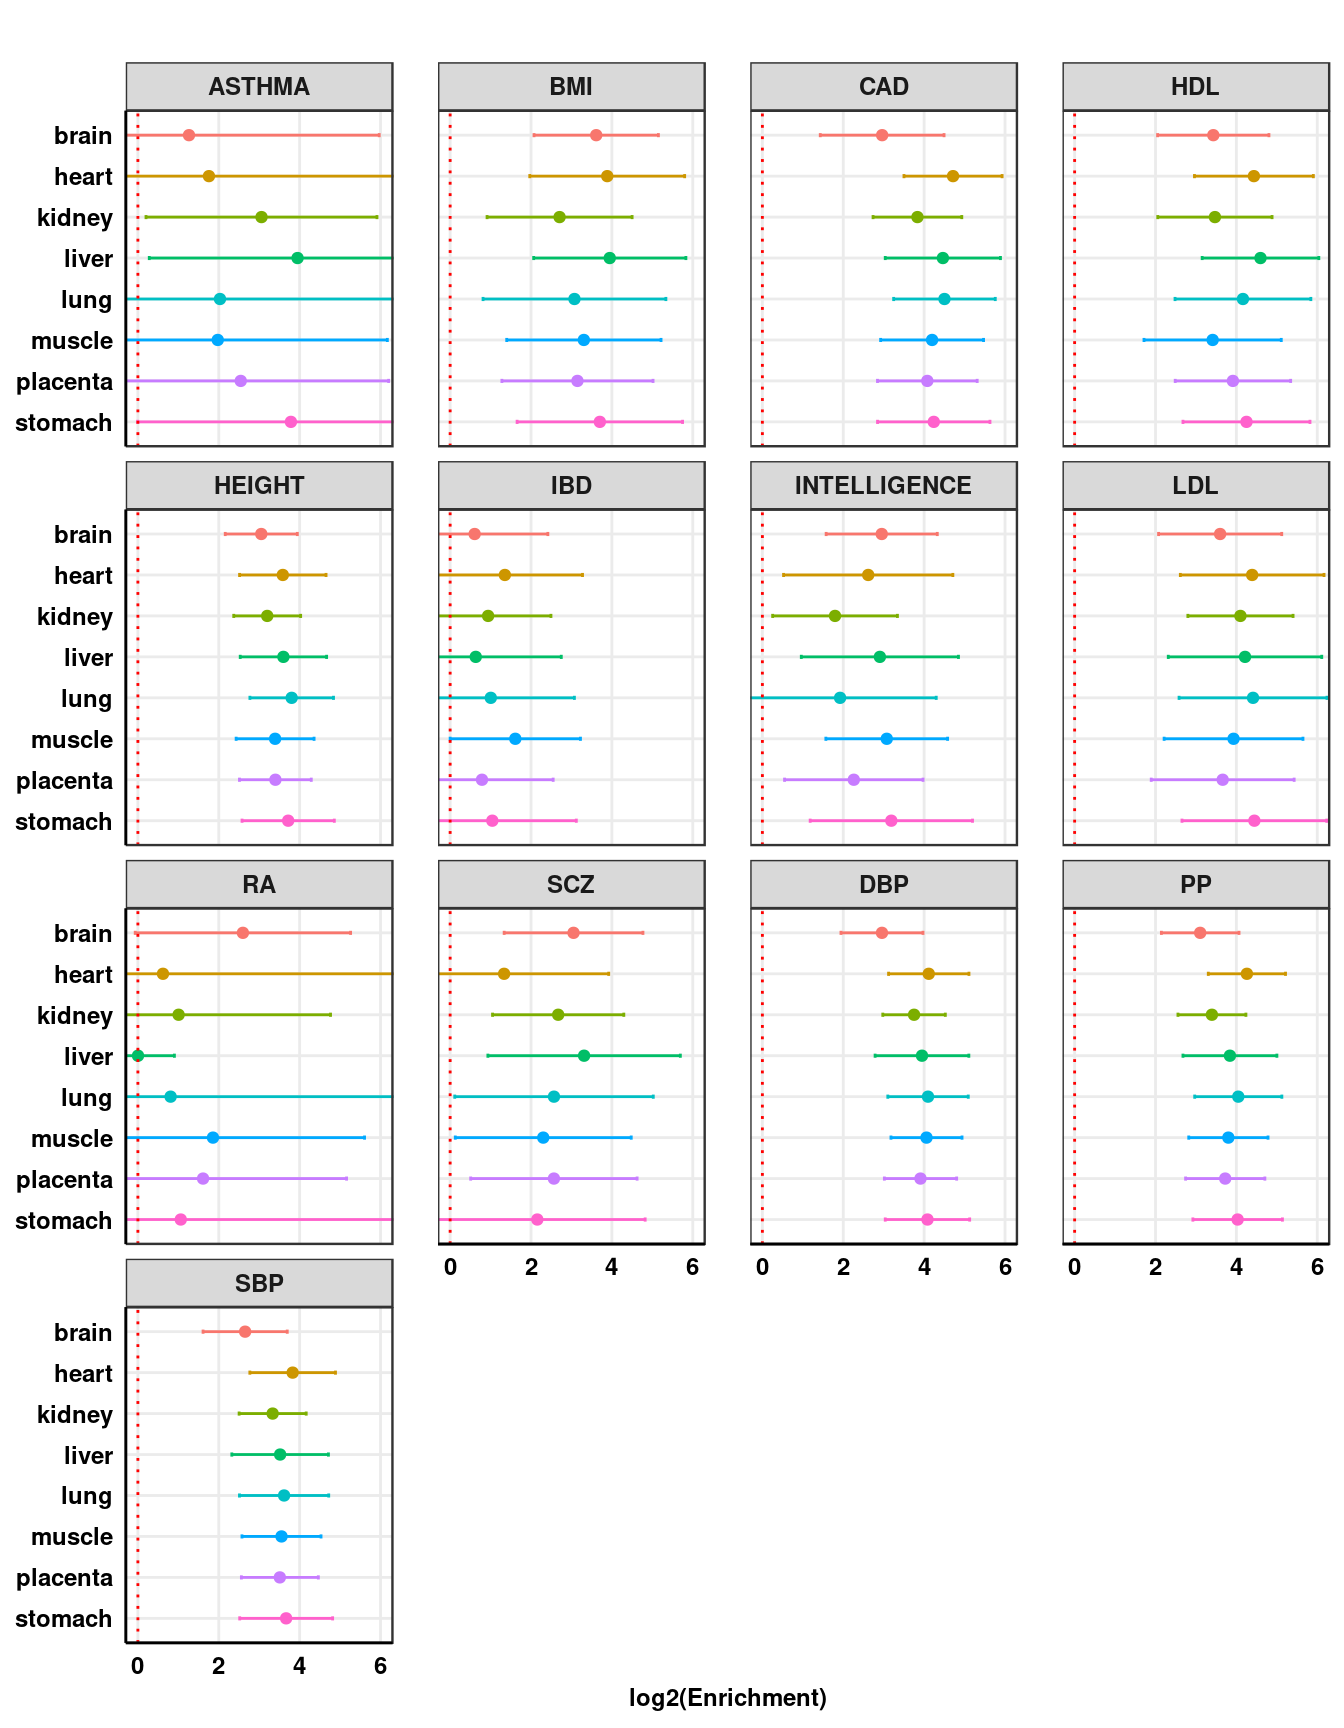 ASTHMA BMI CAD HDL
brain
heart
kidney
liver
lung
muscle
placenta
stomach
HEIGHT IBD INTELLIGENCE LDL
brain
heart
kidney
liver
lung
muscle
placenta
stomach
RA SCZ DBP PP
brain
heart
kidney
liver
lung
muscle
placenta
stomach
0 2 4 6 0 2 4 6 0 2 4 6
SBP
brain
heart
kidney
liver
lung
muscle
placenta
stomach
0 2 4 6
log2(Enrichment)